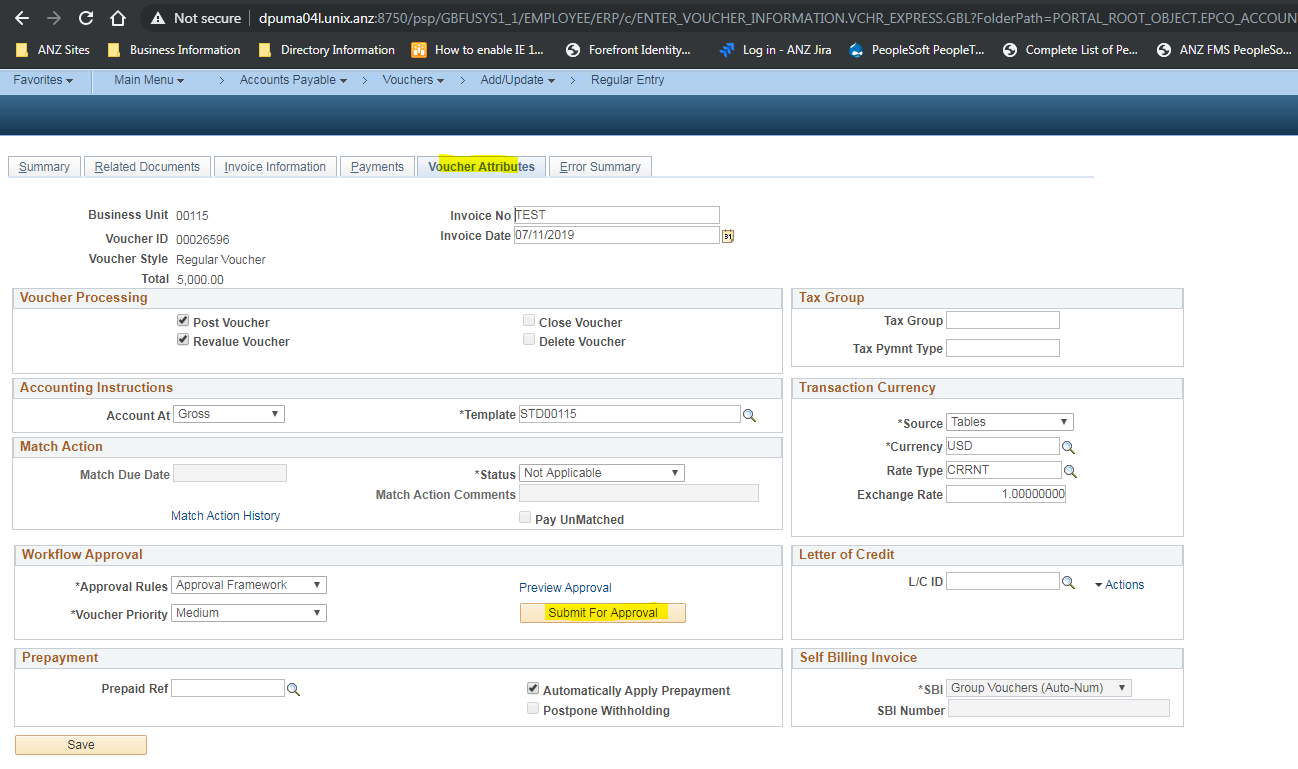 Not secure | dpuma04l.unix.anz:8750/psp/GBFUSYS1_1/EMPLOYEE/ERP/c/ENTER_VOUCHER_INFORMATION.VCHR_EXPRESS.GBL?FolderPath=PORTAL_ROOT_OBJECT.EPCO_ACCOUN
ANZ Sites Business Information Directory Information How to enable IE 1... Forefront Identity... Log in - ANZ Jira PeopleSoft PeopleT... Complete List of Pe... ANZ FMS PeopleSo...
Favorites Main Menu > Accounts Payable > Vouchers > Add/Update > Regular Entry
Summary Related Documents Invoice Information Payments Voucher Attributes Error Summary
Business Unit 00115 Invoice No TEST
Voucher ID 00026596 Invoice Date 07/11/2019 31
Voucher Style Regular Voucher
Total 5,000.00
Voucher Processing
Post Voucher Close Voucher
Revalue Voucher Delete Voucher
Tax Group
Tax Group
Tax Pymnt Type
Accounting Instructions
Account At Gross *Template STD00115
Transaction Currency
*Source Tables
*Currency USD
Rate Type CRRNT
Exchange Rate 1.00000000
Match Action
Match Due Date *Status Not Applicable
Match Action Comments
Match Action History Pay UnMatched
Workflow Approval
*Approval Rules Approval Framework Preview Approval
*Voucher Priority Medium Submit For Approval
Letter of Credit
L/C ID Actions
Prepayment
Prepaid Ref Automatically Apply Prepayment
Postpone Withholding
Self Billing Invoice
*SBI Group Vouchers (Auto-Num)
SBI Number
Save